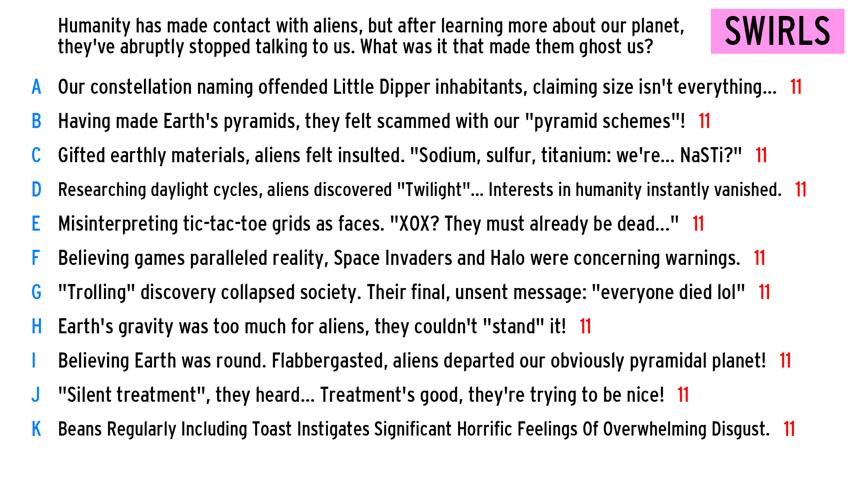 Humanity has made contact with aliens, but after learning more about our planet,
they've abruptly stopped talking to us. What was it that made them ghost us?
SWIRLS
A Our constellation naming offended Little Dipper inhabitants, claiming size isn't everything... 11
B Having made Earth's pyramids, they felt scammed with our "pyramid schemes"! 11
C Gifted earthly materials, aliens felt insulted. "Sodium, sulfur, titanium: we're... NaSTi?" 11
D Researching daylight cycles, aliens discovered "Twilight"... Interests in humanity instantly vanished. 11
E Misinterpreting tic-tac-toe grids as faces. "XOX? They must already be dead..." 11
F Believing games paralleled reality, Space Invaders and Halo were concerning warnings. 11
G "Trolling" discovery collapsed society. Their final, unsent message: "everyone died lol" 11
H Earth's gravity was too much for aliens, they couldn't "stand" it! 11
I Believing Earth was round. Flabbergasted, aliens departed our obviously pyramidal planet! 11
J "Silent treatment", they heard... Treatment's good, they're trying to be nice! 11
K Beans Regularly Including Toast Instigates Significant Horrific Feelings Of Overwhelming Disgust. 11